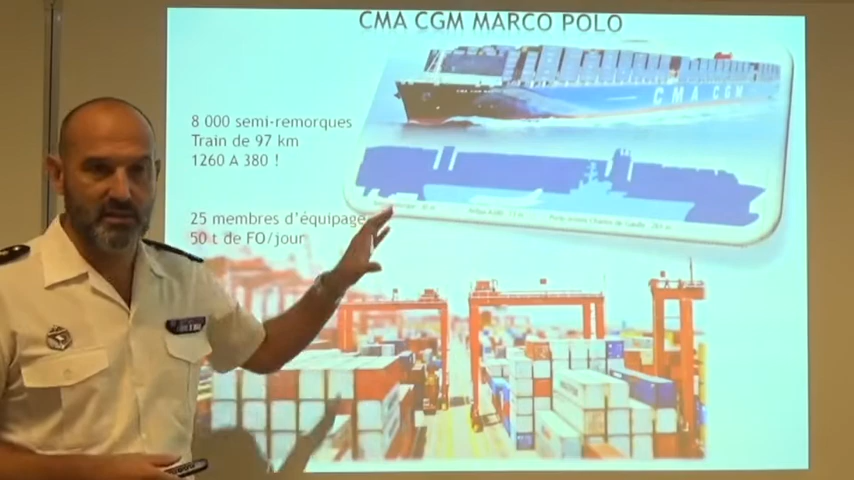 CMA CGM MARCO POLO
8 000 semi-remorques
Train de 97 km
1260 A 380 !
25 membres d'équipage
50 t de FO/jour
CMA CGM